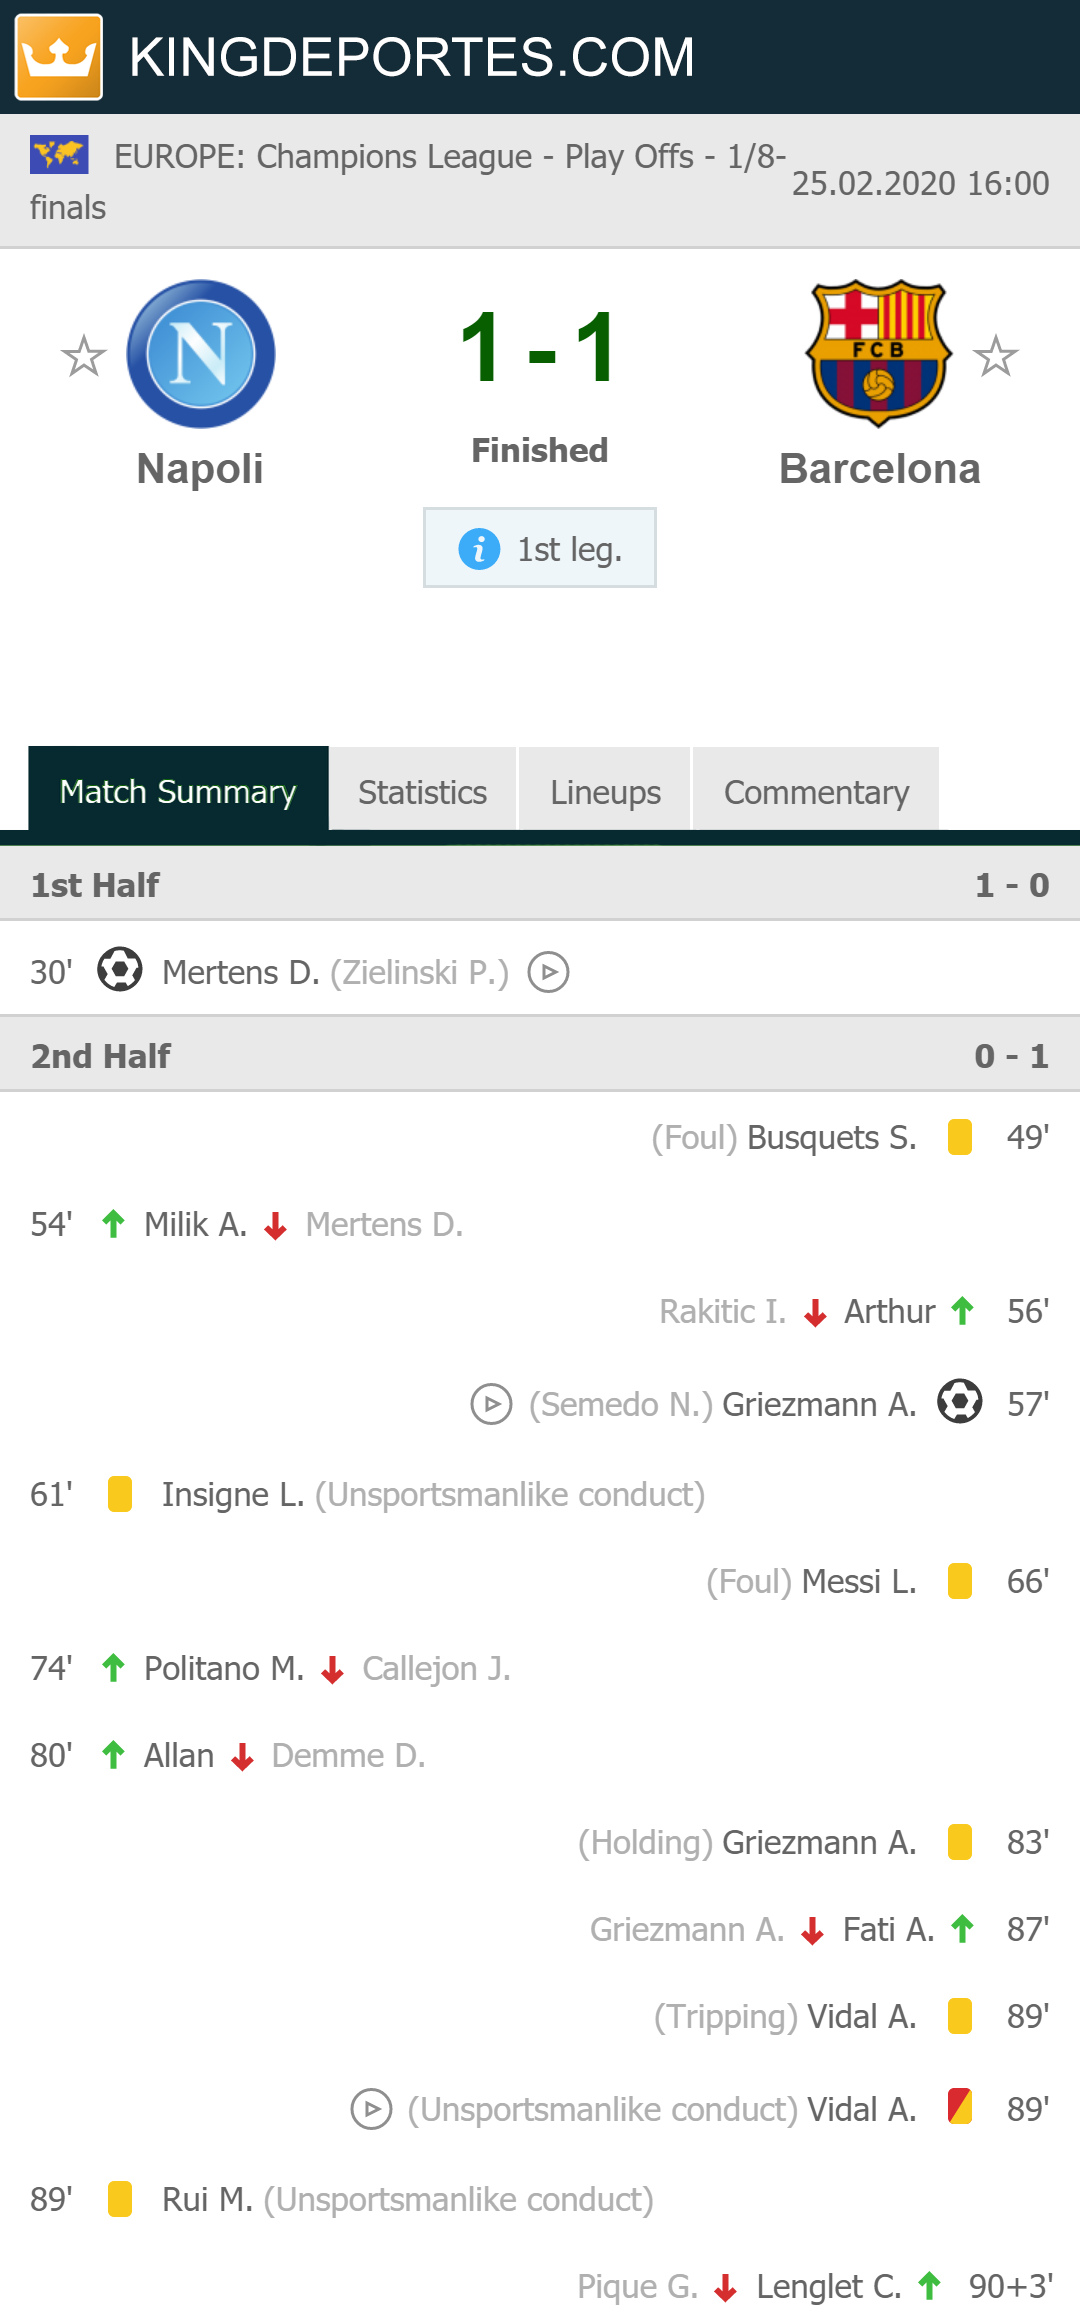 KINGDEPORTES.COM
EUROPE: Champions League - Play Offs - 1/8-
finals
25.02.2020 16:00
N
1 - 1
FCB
Finished
Napoli
Barcelona
i 1st leg.
Match Summary Statistics Lineups Commentary
1st Half 1 - 0
30' Mertens D. (Zielinski P.)
2nd Half 0 - 1
(Foul) Busquets S. 49'
54' Milik A. Mertens D.
Rakitic I. Arthur 56'
(Semedo N.) Griezmann A. 57'
61' Insigne L. (Unsportsmanlike conduct)
(Foul) Messi L. 66'
74' Politano M. Callejon J.
80' Allan Demme D.
(Holding) Griezmann A. 83'
Griezmann A. Fati A. 87'
(Tripping) Vidal A. 89'
(Unsportsmanlike conduct) Vidal A. 89'
89' Rui M. (Unsportsmanlike conduct)
Pique G. Lenglet C. 90+3'